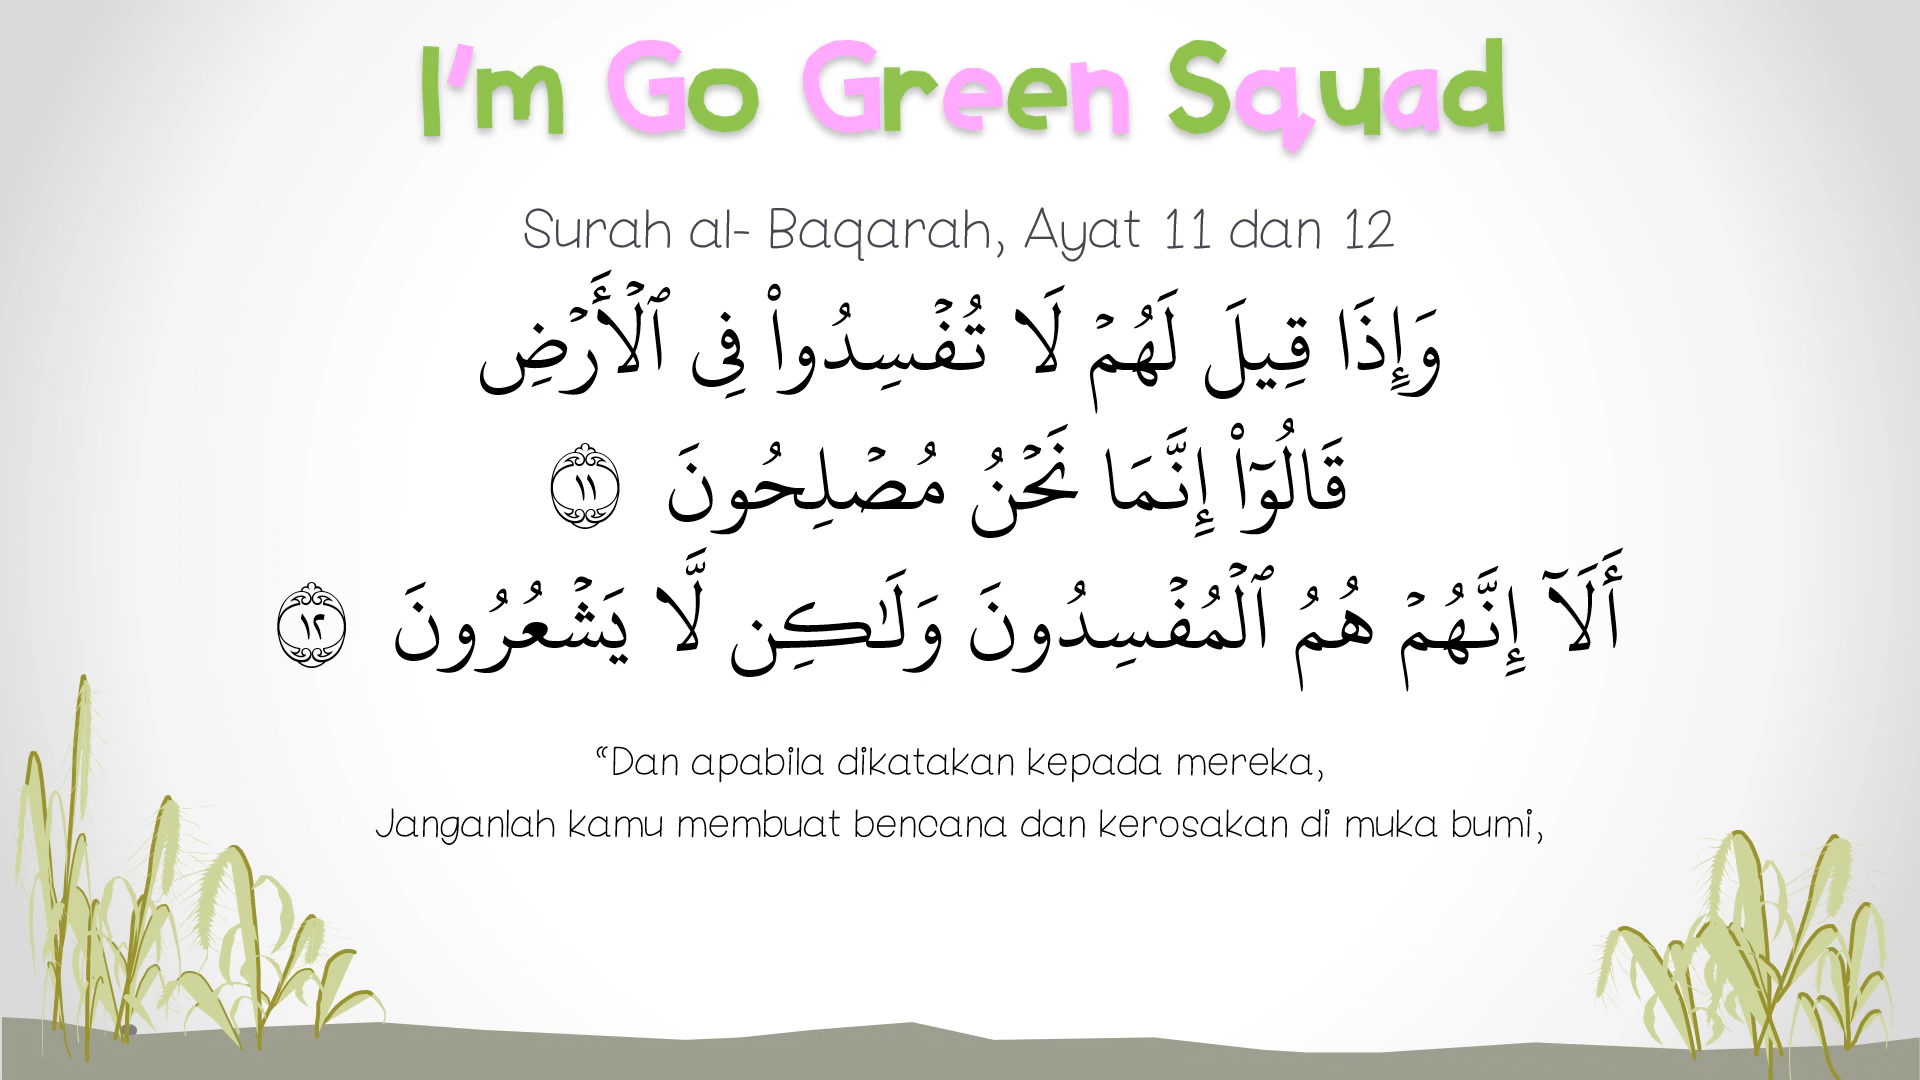 I'm Go Green Squad
Surah al- Baqarah, Ayat 11 dan 12
وَإِذَا قِيلَ لَهُمۡ لَا تُفۡسِدُواْ فِي ٱلۡأَرۡضِ
قَالُوٓاْ إِنَّمَا نَحۡنُ مُصۡلِحُونَ ١١
أَلَآ إِنَّهُمۡ هُمُ ٱلۡمُفۡسِدُونَ وَلَٰكِن لَّا يَشۡعُرُونَ ١٢
“Dan apabila dikatakan kepada mereka,
Janganlah kamu membuat bencana dan kerosakan di muka bumi,